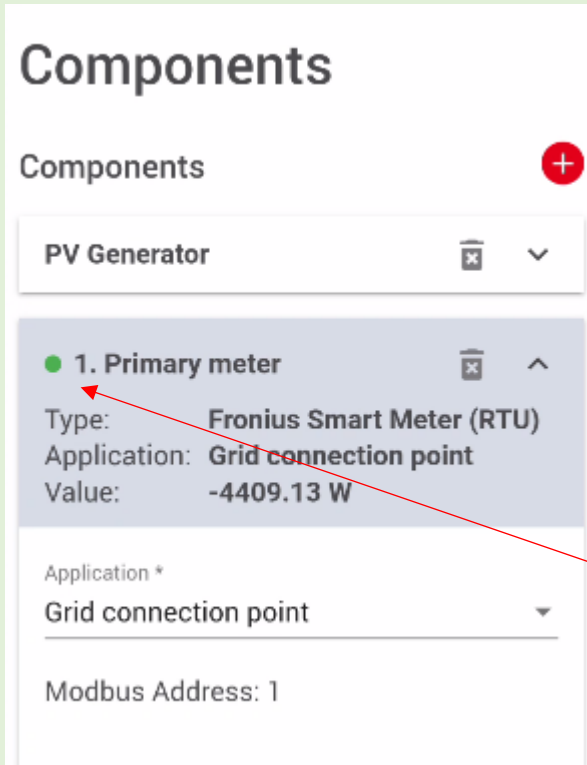 Components
Components
PV Generator
1. Primary meter
Type: Fronius Smart Meter (RTU)
Application: Grid connection point
Value: -4409.13 W
Application *
Grid connection point
Modbus Address: 1